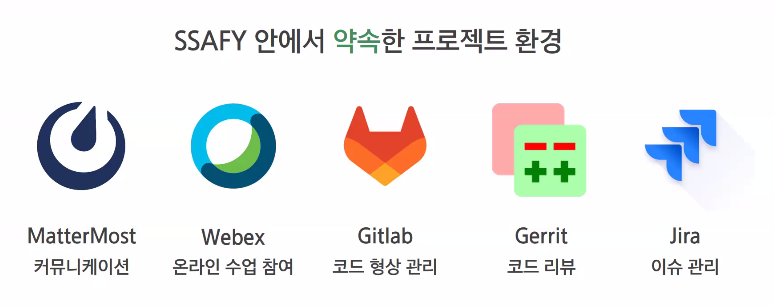 SSAFY 안에서 약속한 프로젝트 환경
MatterMost
커뮤니케이션
Webex
온라인 수업 참여
Gitlab
코드 형상 관리
Gerrit
코드 리뷰
Jira
이슈 관리